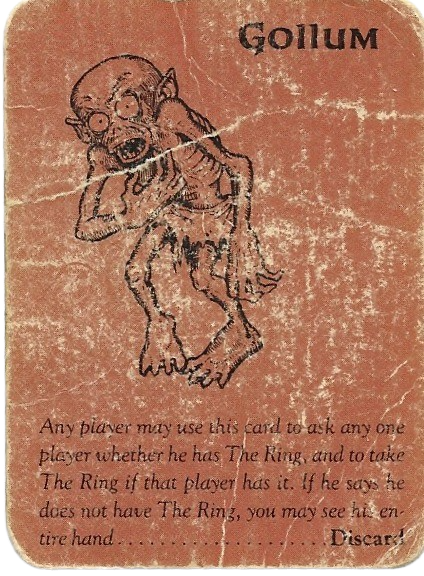 Gollum
Any player may use this card to ask any one
player whether he has The Ring, and to take
The Ring if that player has it. If he says he
does not have The Ring, you may see his en-
tire hand.....................Discard